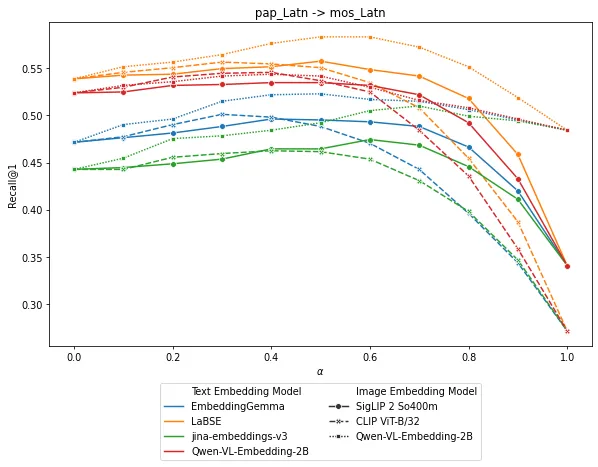 pap_Latn -> mos_Latn
Recall@1
0.55
0.50
0.45
0.40
0.35
0.30
0.0 0.2 0.4 0.6 0.8 1.0
α
Text Embedding Model Image Embedding Model
EmbeddingGemma SigLIP 2 So400m
LaBSE CLIP ViT-B/32
jina-embeddings-v3 Qwen-VL-Embedding-2B
Qwen-VL-Embedding-2B